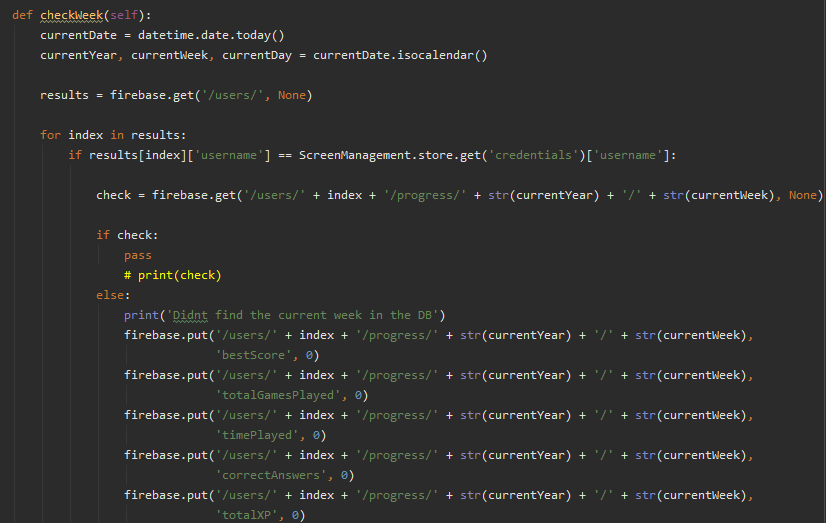 def checkWeek(self):
currentDate = datetime.date.today()
currentYear, currentWeek, currentDay = currentDate.isocalendar()
results = firebase.get('/users/', None)
for index in results:
if results[index]['username'] == ScreenManagement.store.get('credentials')['username']:
check = firebase.get('/users/' + index + '/progress/' + str(currentYear) + '/' + str(currentWeek), None)
if check:
pass
# print(check)
else:
print('Didnt find the current week in the DB')
firebase.put('/users/' + index + '/progress/' + str(currentYear) + '/' + str(currentWeek),
'bestScore', 0)
firebase.put('/users/' + index + '/progress/' + str(currentYear) + '/' + str(currentWeek),
'totalGamesPlayed', 0)
firebase.put('/users/' + index + '/progress/' + str(currentYear) + '/' + str(currentWeek),
'timePlayed', 0)
firebase.put('/users/' + index + '/progress/' + str(currentYear) + '/' + str(currentWeek),
'correctAnswers', 0)
firebase.put('/users/' + index + '/progress/' + str(currentYear) + '/' + str(currentWeek),
'totalXP', 0)